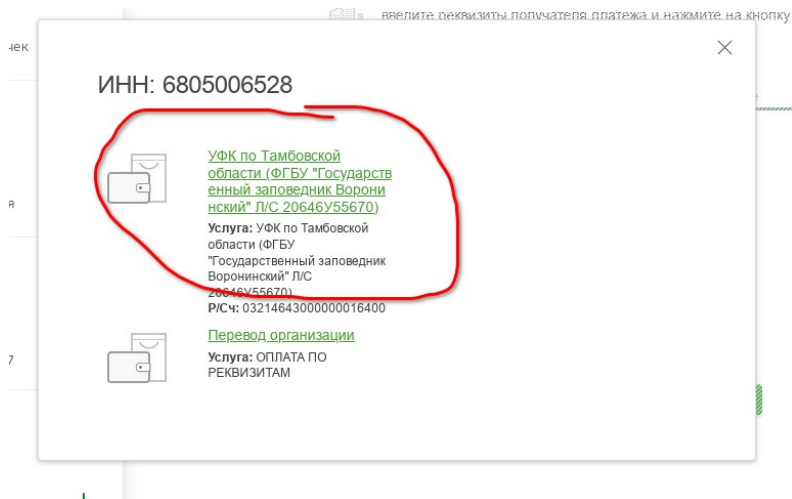 введите реквизиты получателя платежа и нажмите на кнопку
чек
ИНН: 6805006528
УФК по Тамбовской
области (ФГБУ "Государств
енный заповедник Ворони
нский" Л/С 20646У55670)
Услуга: УФК по Тамбовской
области (ФГБУ
"Государственный заповедник
Воронинский" Л/С
20646У55670)
Р/Сч: 03214643000000016400
я
Перевод организации
Услуга: ОПЛАТА ПО
РЕКВИЗИТАМ
7